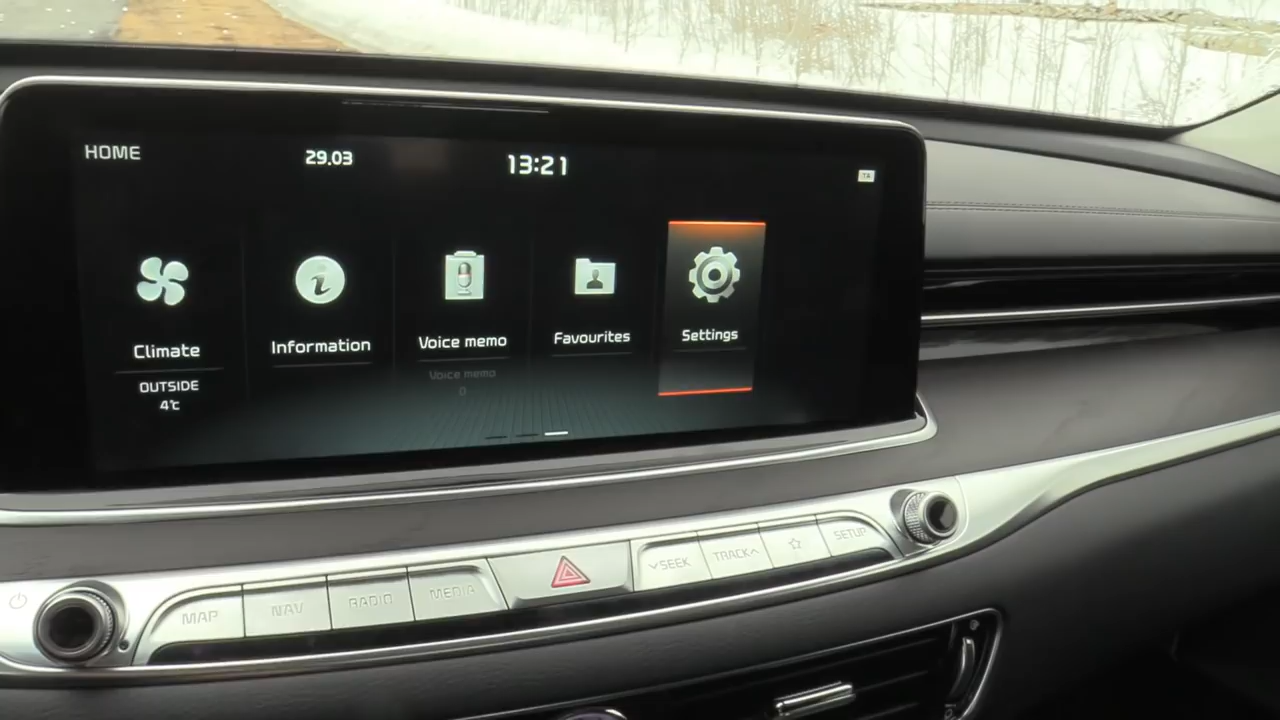 HOME 29.03 13:21 TA
Climate Information Voice memo Favourites Settings
OUTSIDE Voice memo
4°C 0
MAP NAV RADIO MEDIA SEEK TRACK SETUP